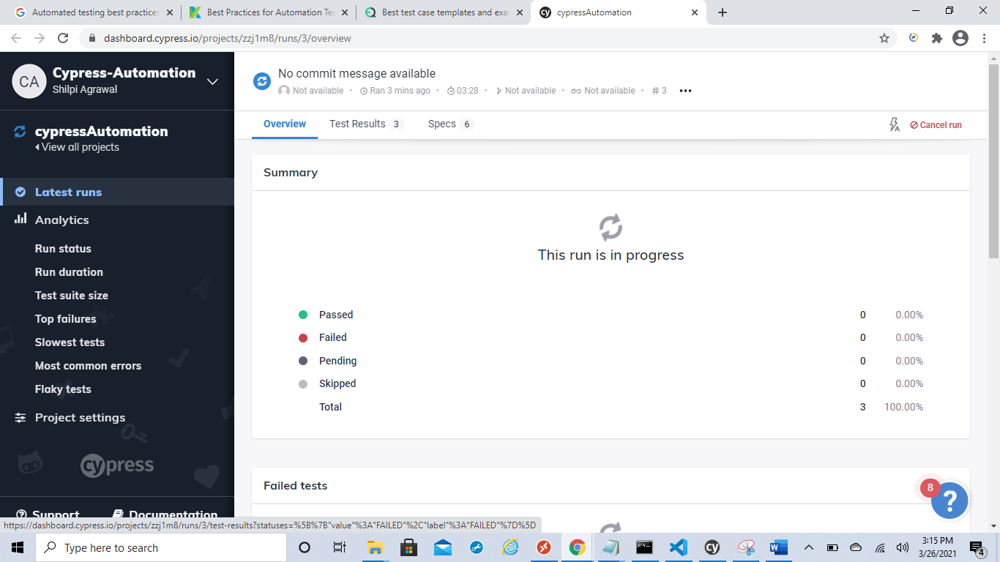 Automated testing best practices
Best Practices for Automation Te
Best test case templates and exa
cypressAutomation
dashboard.cypress.io/projects/zzj1m8/runs/3/overview
CA
Cypress-Automation
Shilpi Agrawal
cypressAutomation
View all projects
Latest runs
Analytics
Run status
Run duration
Test suite size
Top failures
Slowest tests
Most common errors
Flaky tests
Project settings
cypress
Support
Documentation
No commit message available
Not available • Ran 3 mins ago • 03:28 • Not available • Not available • # 3
Overview
Test Results 3
Specs 6
Cancel run
Summary
This run is in progress
Passed 0 0.00%
Failed 0 0.00%
Pending 0 0.00%
Skipped 0 0.00%
Total 3 100.00%
Failed tests
8
?
https://dashboard.cypress.io/projects/zzj1m8/runs/3/test-results?statuses=%5B%7B"value"%3A"FAILED"%2C"label"%3A"FAILED"%7D%5D
Type here to search
cy
3:15 PM
3/26/2021
4